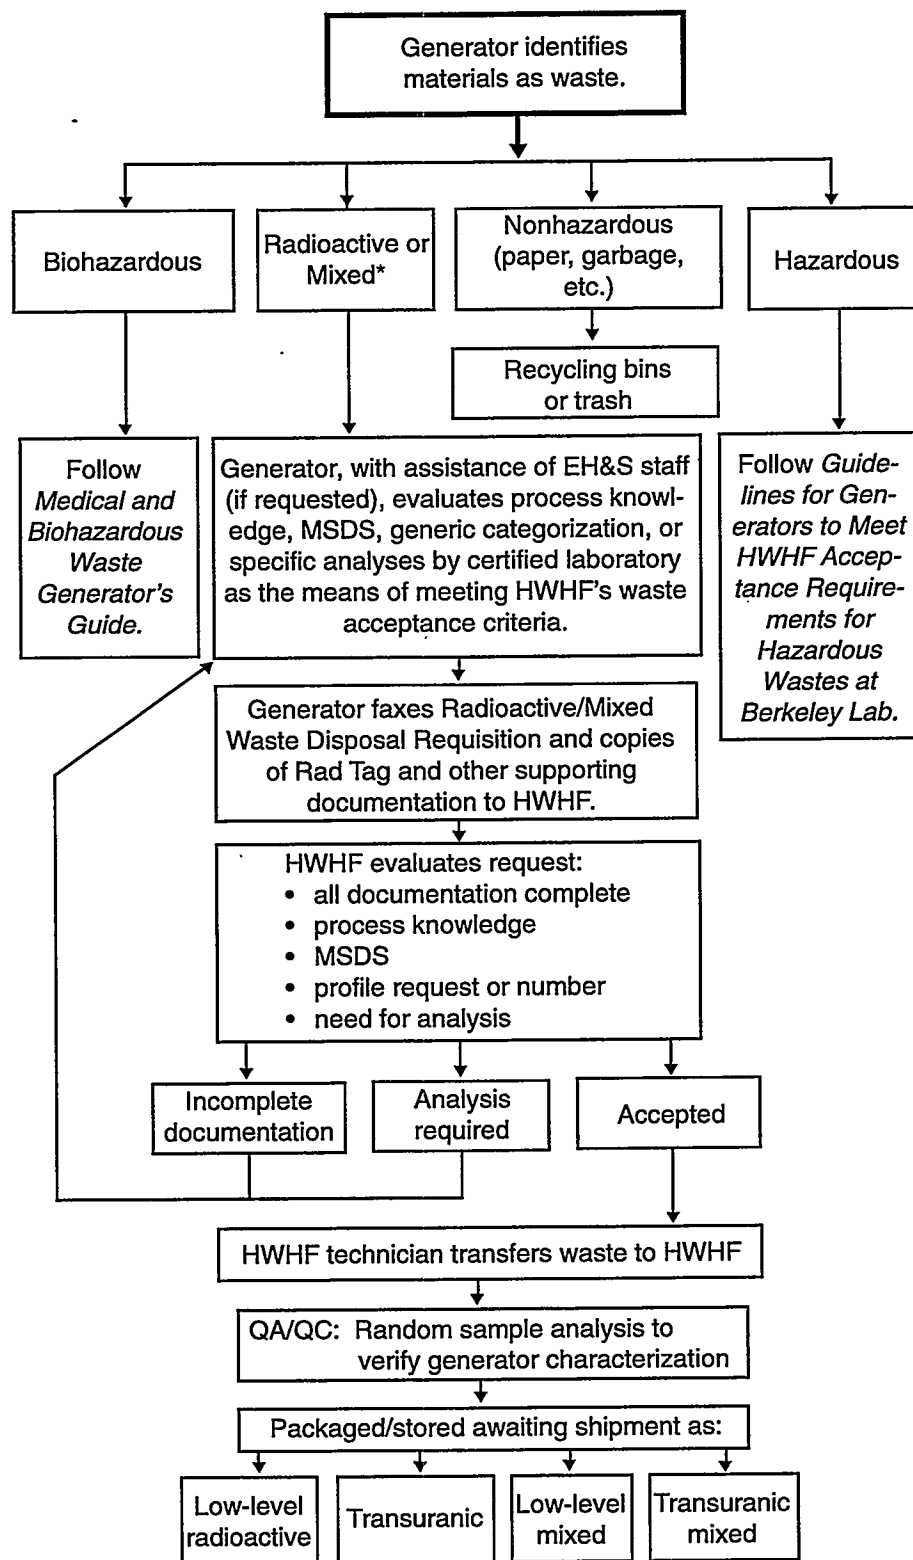 Generator identifies
materials as waste.
Biohazardous
Radioactive or
Mixed*
Nonhazardous
(paper, garbage,
etc.)
Hazardous
Recycling bins
or trash
Follow
Medical and
Biohazardous
Waste
Generator's
Guide.
Generator, with assistance of EH&S staff
(if requested), evaluates process knowl-
edge, MSDS, generic categorization, or
specific analyses by certified laboratory
as the means of meeting HWHF's waste
acceptance criteria.
Follow Guide-
lines for Gen-
erators to Meet
HWHF Accep-
tance Require-
ments for
Hazardous
Wastes at
Berkeley Lab.
Generator faxes Radioactive/Mixed
Waste Disposal Requisition and copies
of Rad Tag and other supporting
documentation to HWHF.
HWHF evaluates request:
• all documentation complete
• process knowledge
• MSDS
• profile request or number
• need for analysis
Incomplete
documentation
Analysis
required
Accepted
HWHF technician transfers waste to HWHF
QA/QC: Random sample analysis to
verify generator characterization
Packaged/stored awaiting shipment as:
Low-level
radioactive
Transuranic
Low-level
mixed
Transuranic
mixed